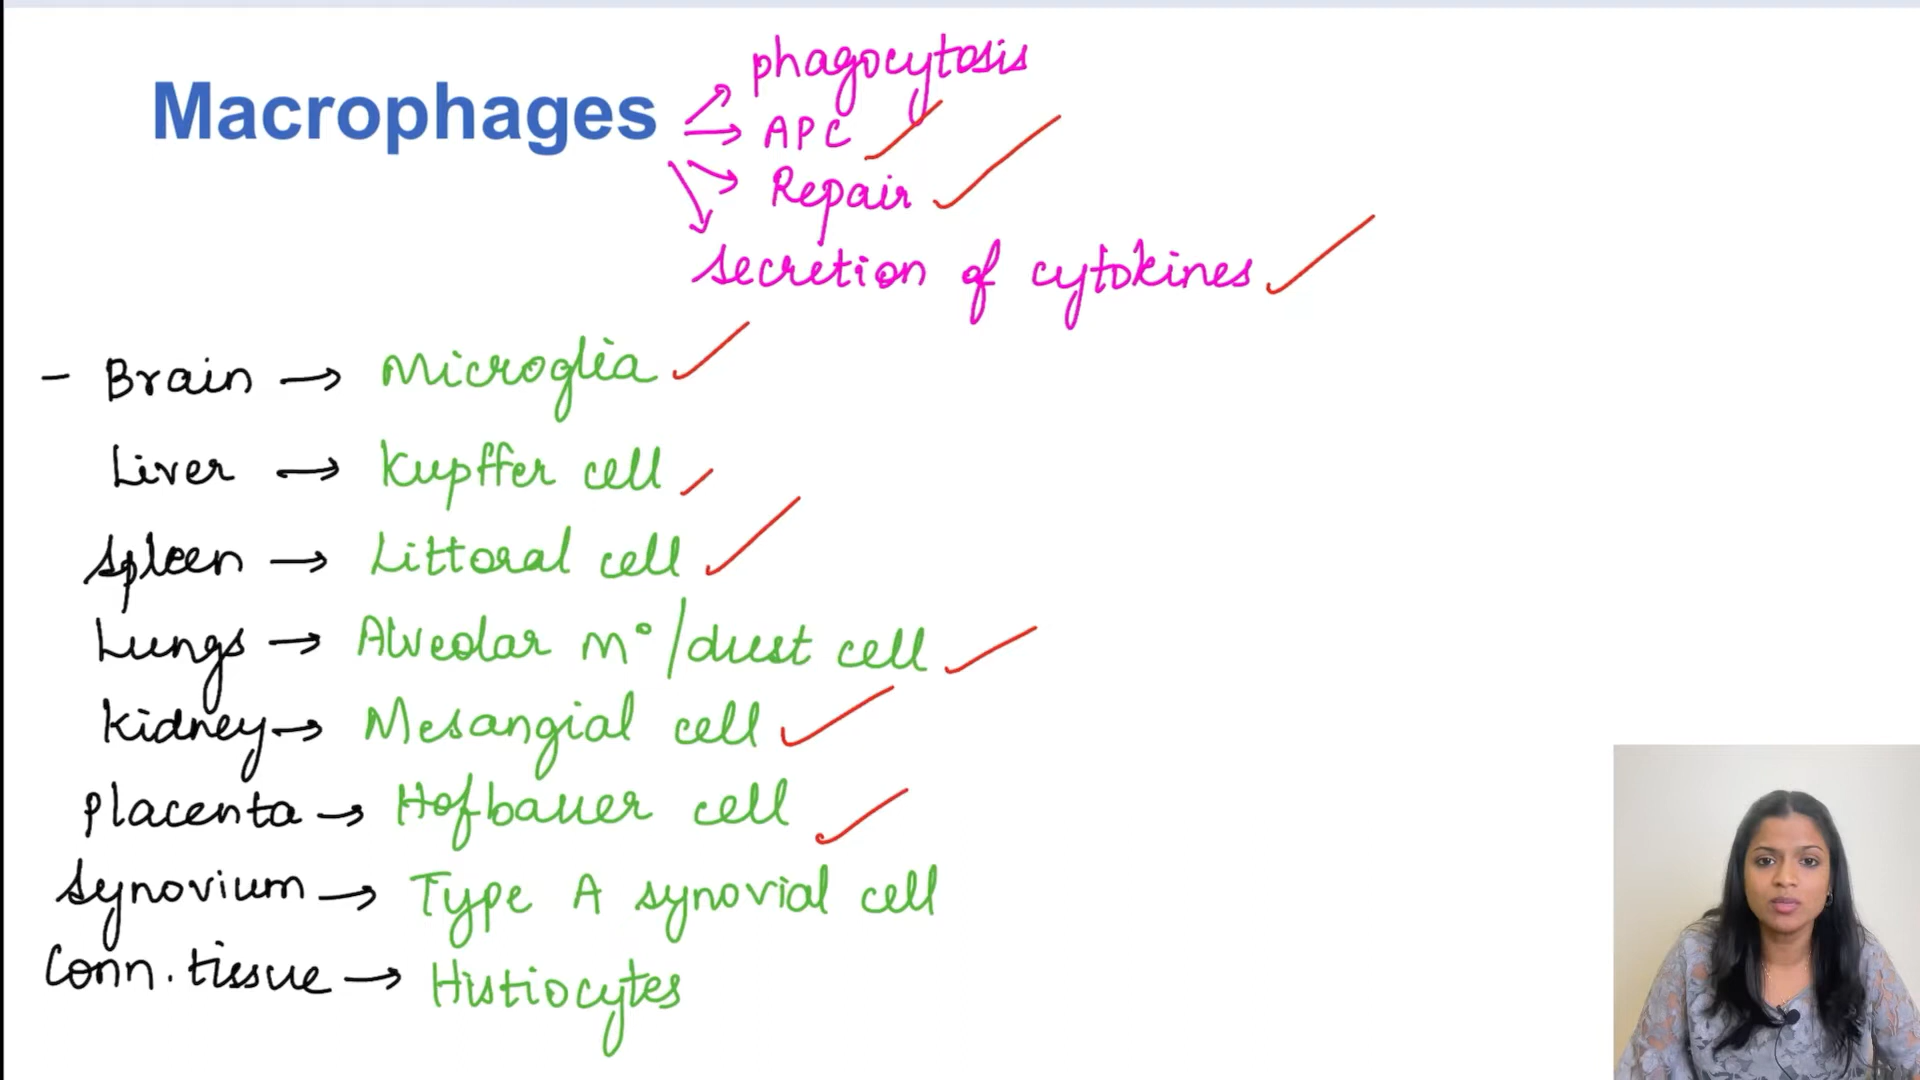 Macrophages
phagocytosis
APC
Repair
secretion of cytokines
- Brain → Microglia
Liver → Kupffer cell
Spleen → Littoral cell
Lungs → Alveolar m°/dust cell
Kidney → Mesangial cell
Placenta → Hofbauer cell
Synovium → Type A synovial cell
Conn. tissue → Histiocytes